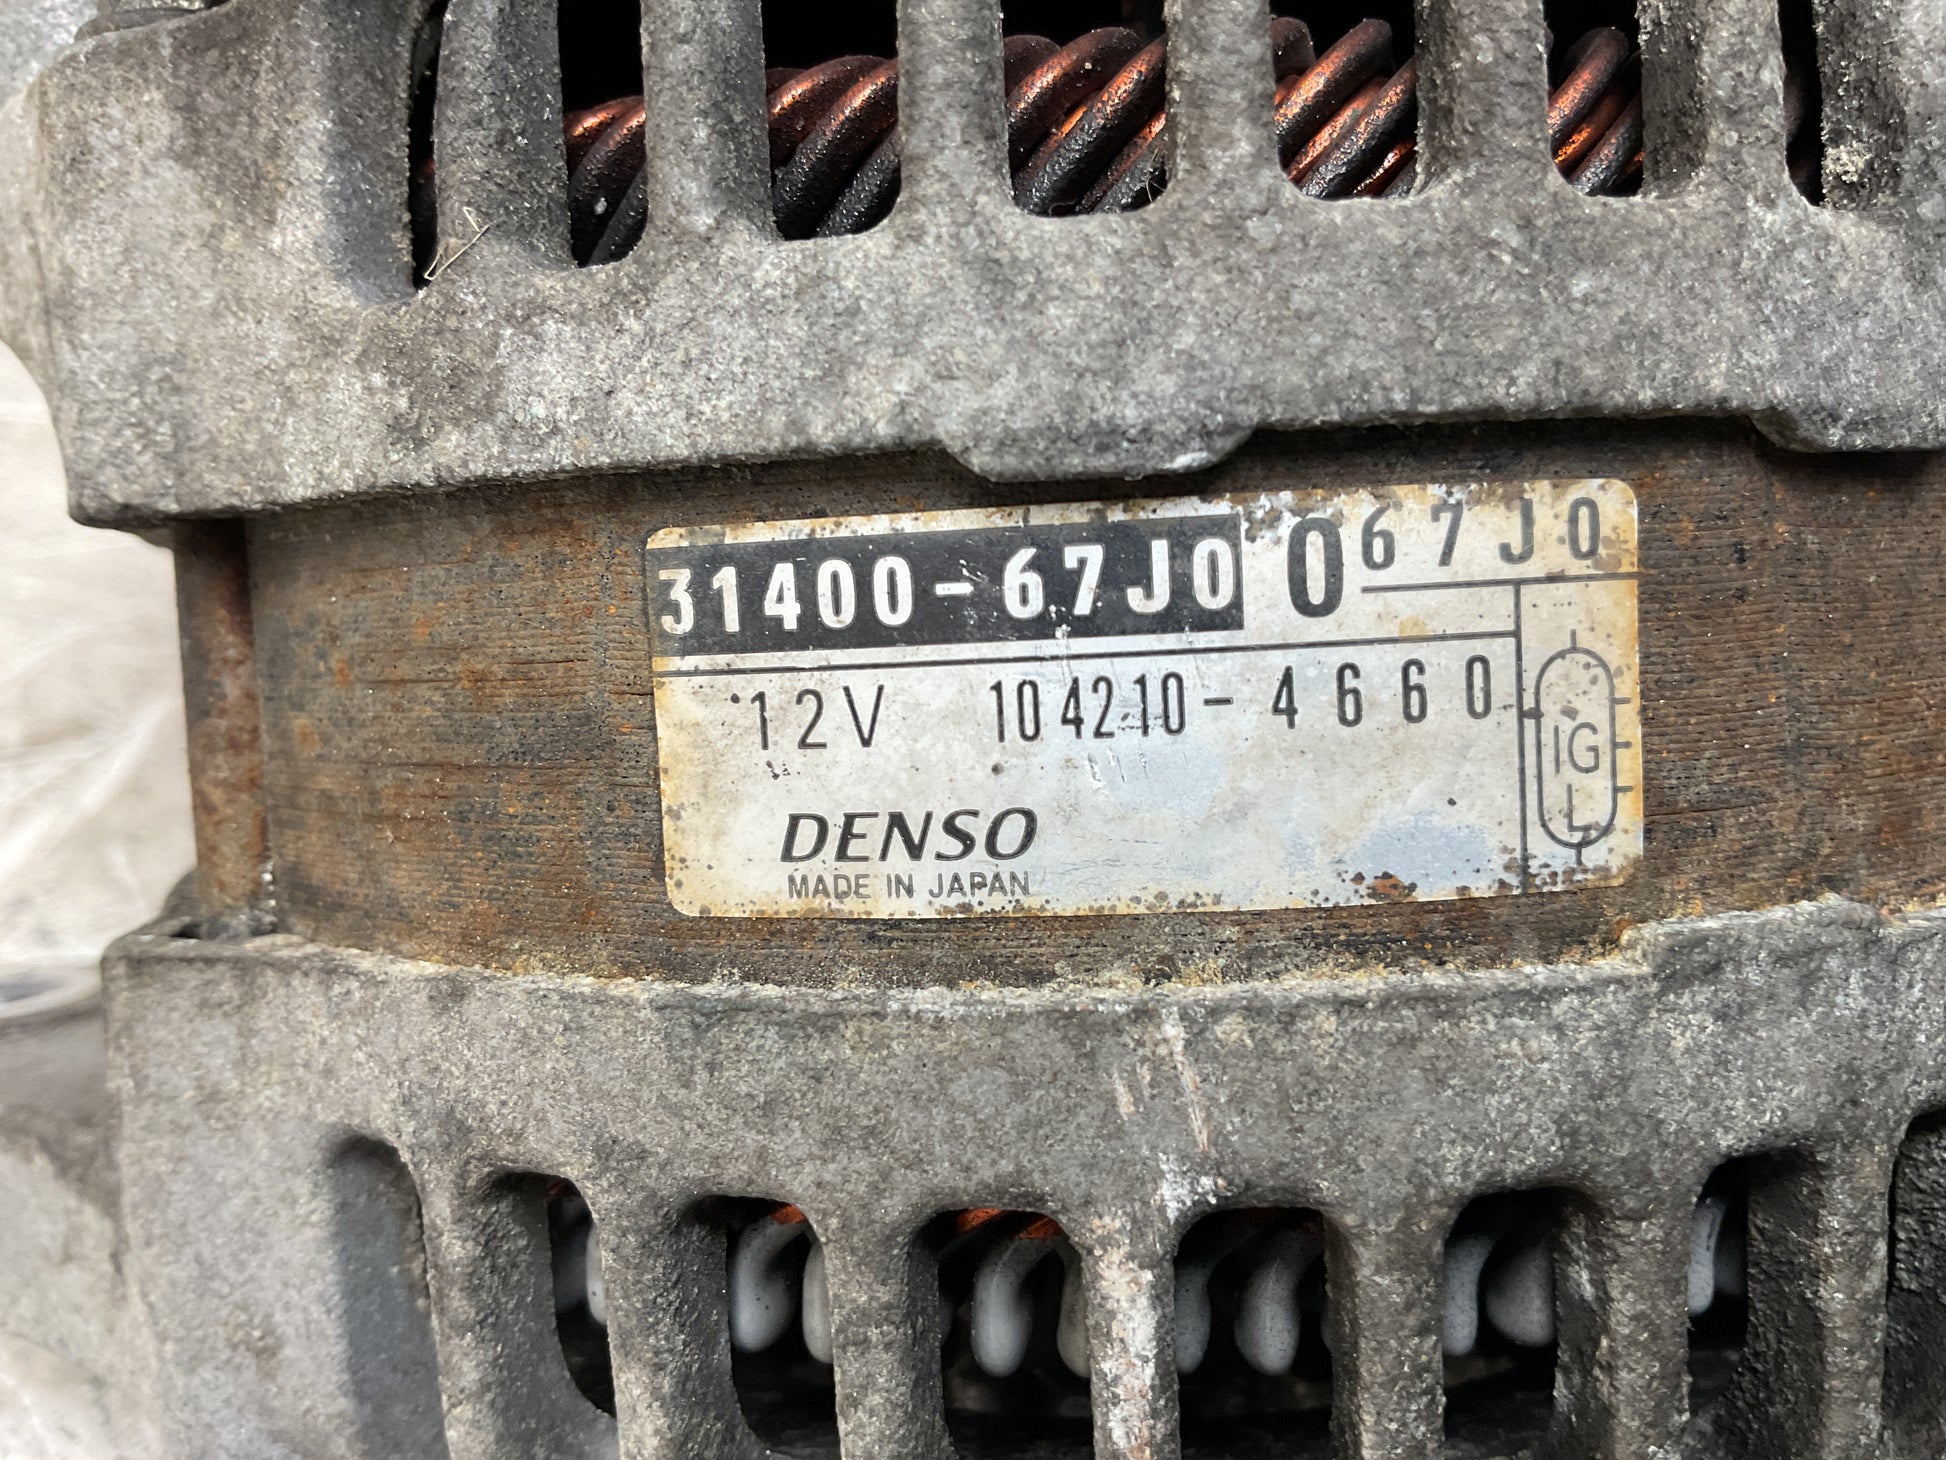 31400-67J0 0 67J0
12V 104210-4660
IG
L
DENSO
MADE IN JAPAN